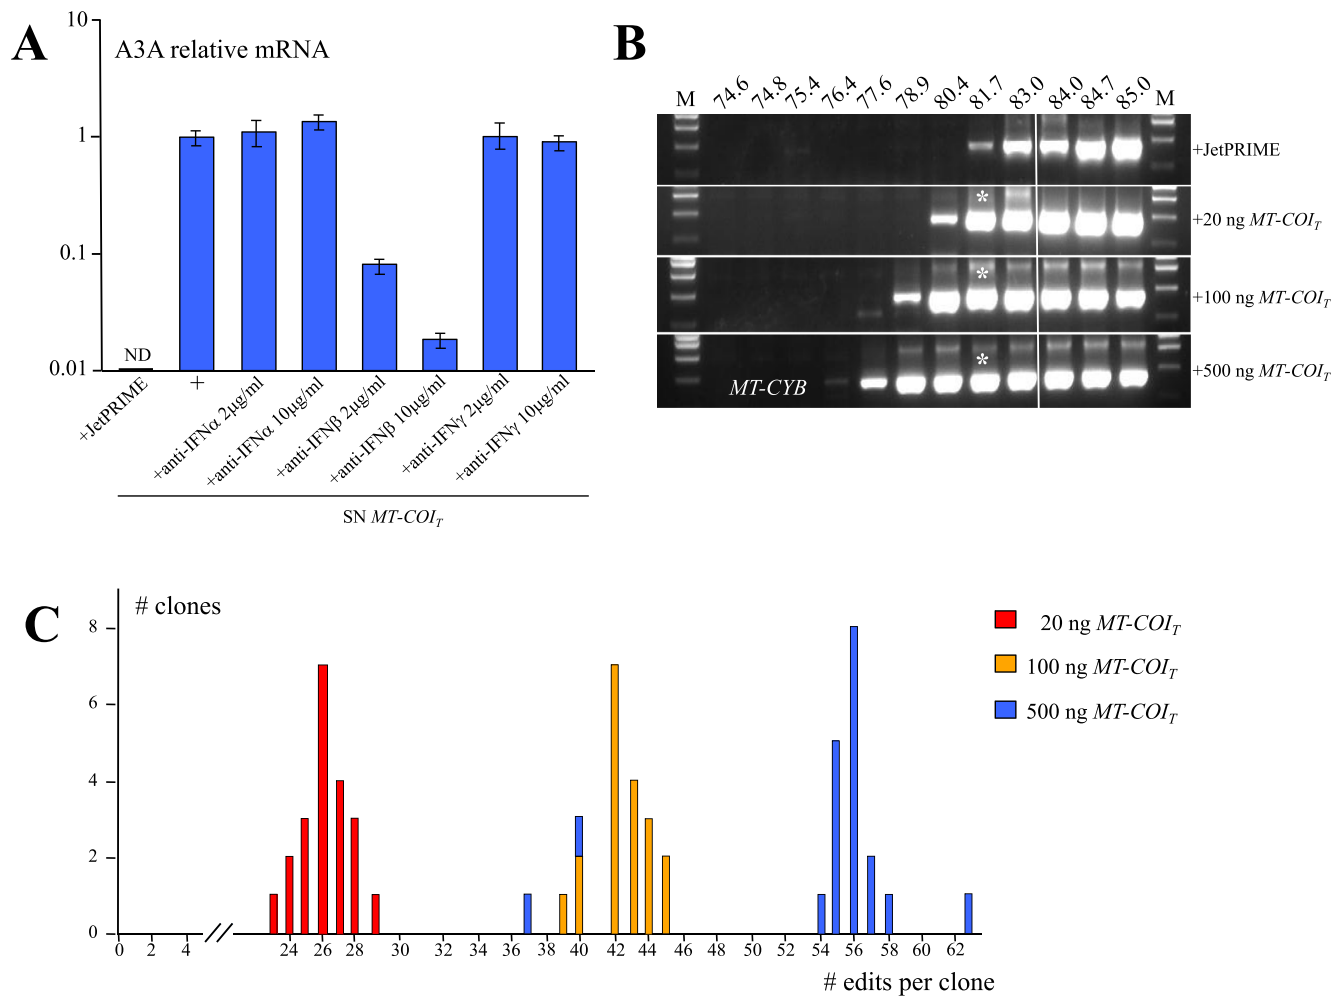 A
A3A relative mRNA
10
1
0.1
0.01
ND
+JetPRIME
+
+anti-IFNα 2µg/ml
+anti-IFNα 10µg/ml
+anti-IFNβ 2µg/ml
+anti-IFNβ 10µg/ml
+anti-IFNγ 2µg/ml
+anti-IFNγ 10µg/ml
SN MT-COI_T
B
M 74.6 74.8 75.4 76.4 77.6 78.9 80.4 81.7 83.0 84.0 84.7 85.0 M
+JetPRIME
* +20 ng MT-COI_T
* +100 ng MT-COI_T
* +500 ng MT-COI_T
MT-CYB
C
# clones
8
6
4
2
0
0 2 4 24 26 28 30 32 34 36 38 40 42 44 46 48 50 52 54 56 58 60 62
# edits per clone
20 ng MT-COI_T
100 ng MT-COI_T
500 ng MT-COI_T